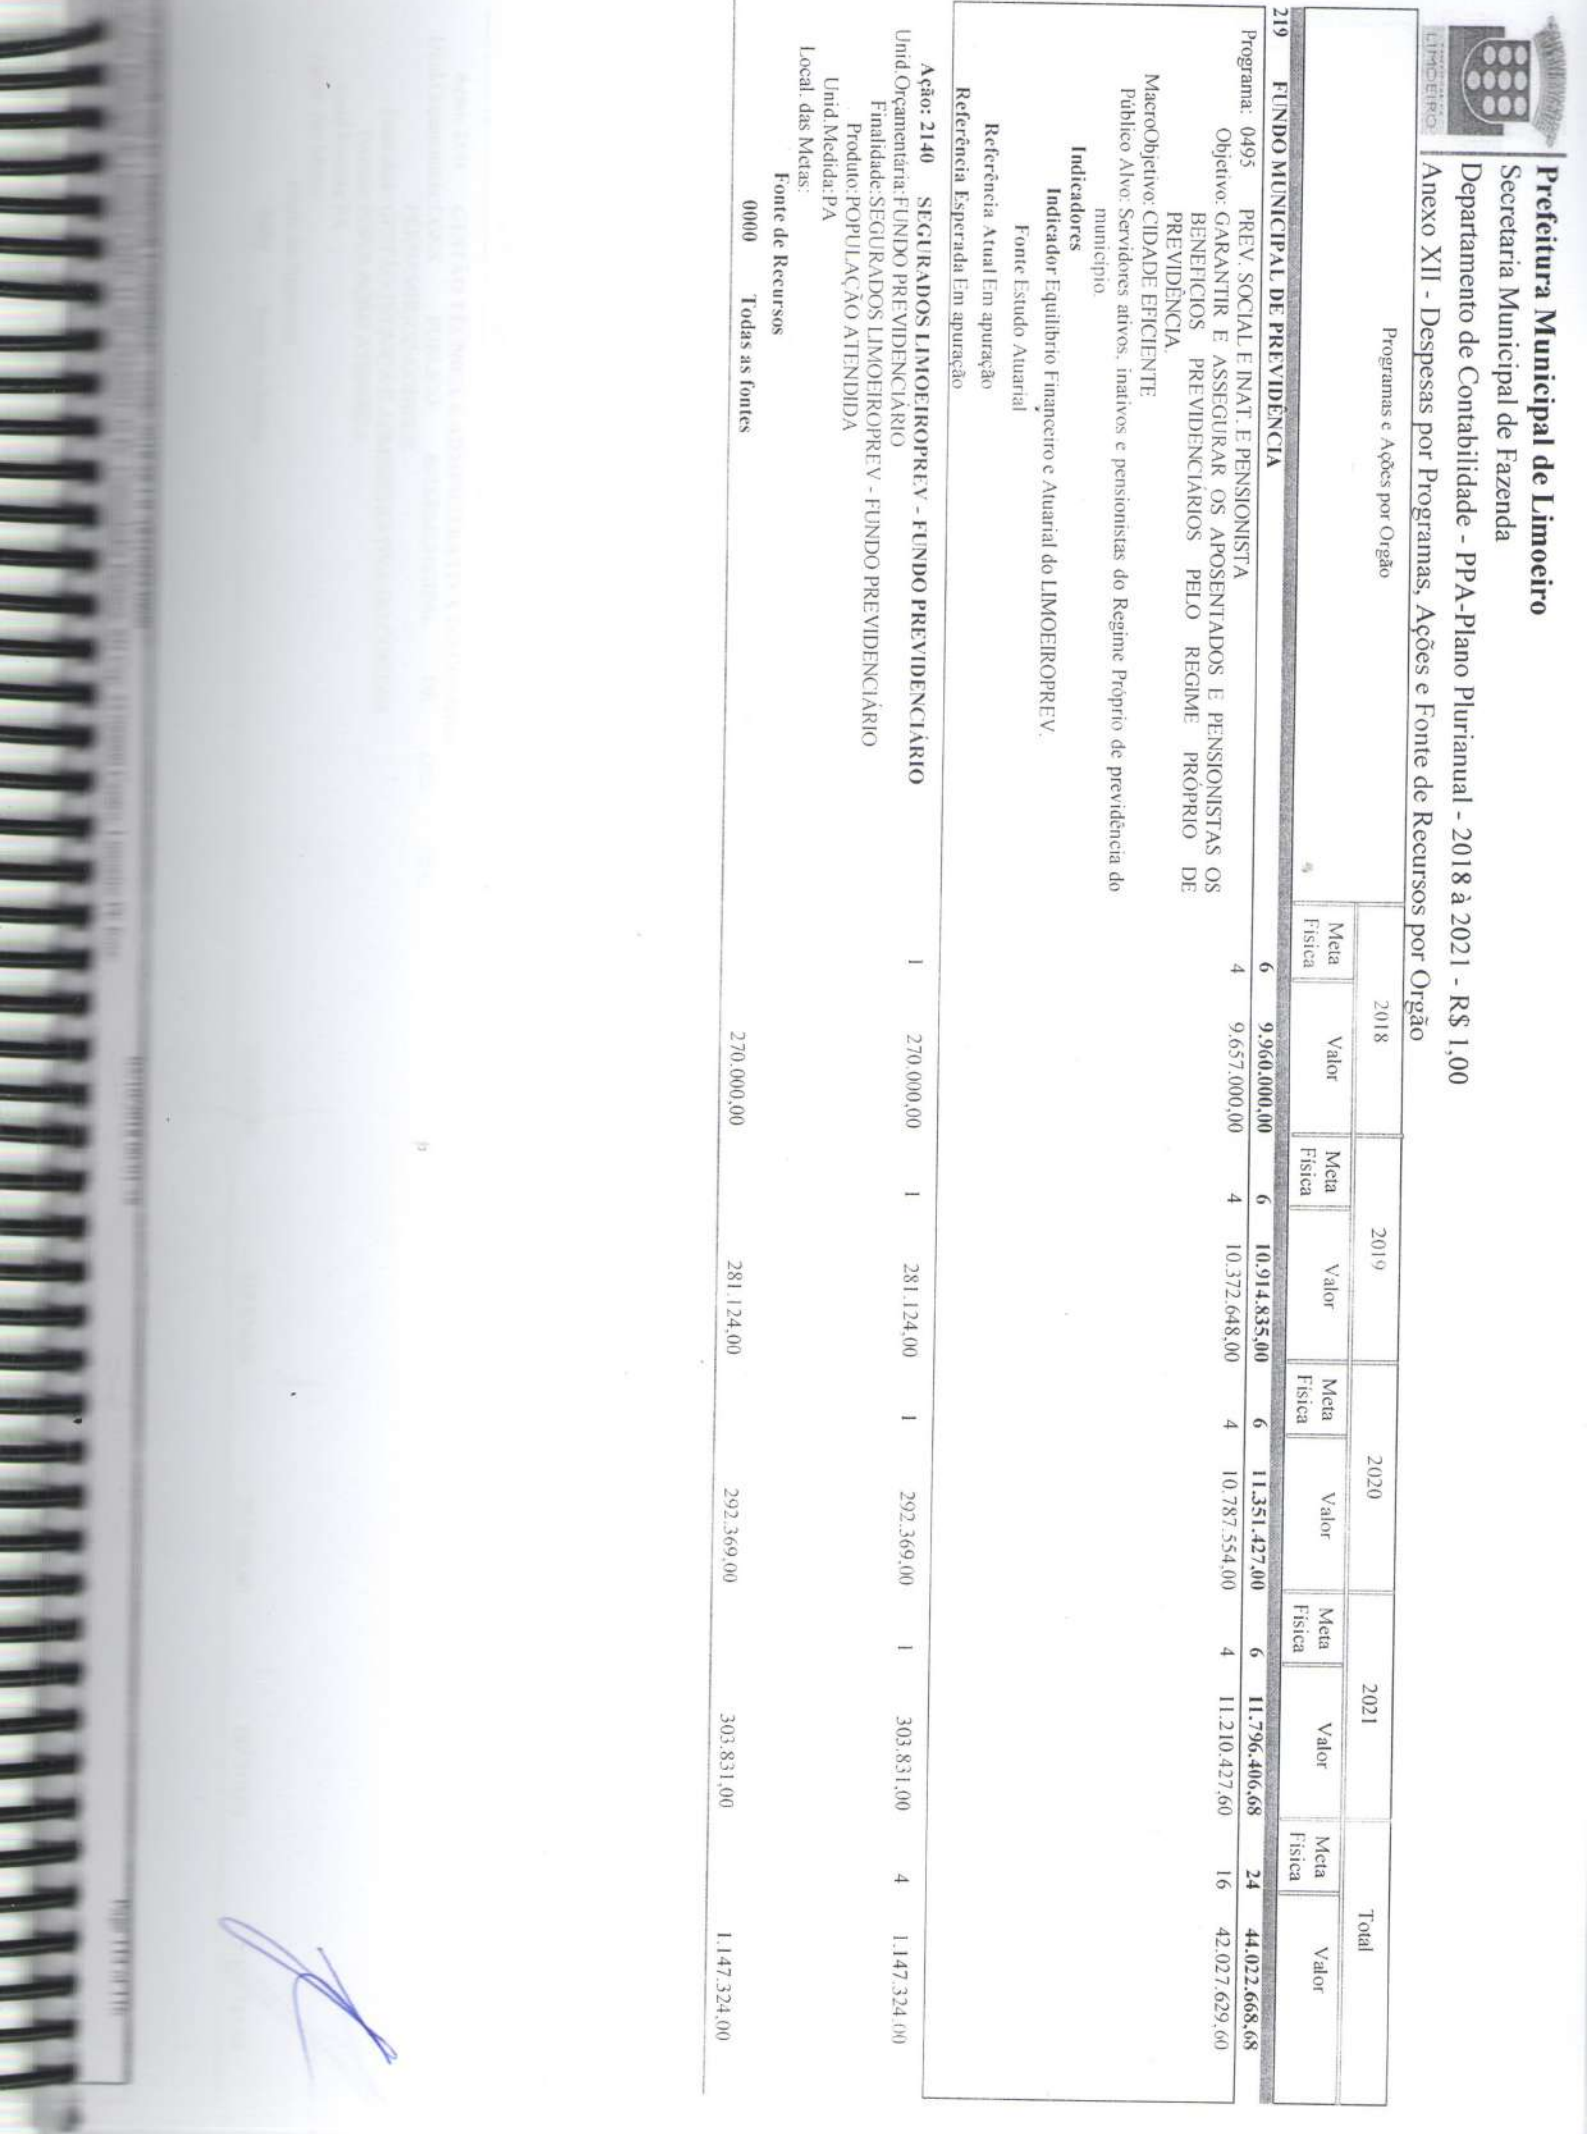 LIMOEIRO
Prefeitura Municipal de Limoeiro
Secretaria Municipal de Fazenda
Departamento de Contabilidade - PPA-Plano Plurianual - 2018 à 2021 - R$ 1,00
Anexo XII - Despesas por Programas, Ações e Fonte de Recursos por Orgão
Programas e Ações por Orgão 2018 2019 2020 2021 Total
Meta Física Valor Meta Física Valor Meta Física Valor Meta Física Valor Meta Física Valor
219 FUNDO MUNICIPAL DE PREVIDÊNCIA 6 9.960.000,00 6 10.914.835,00 6 11.351.427,00 6 11.796.406,68 24 44.022.668,68
Programa: 0495 PREV. SOCIAL E INAT. E PENSIONISTA 4 9.657.000,00 4 10.372.648,00 4 10.787.554,00 4 11.210.427,60 16 42.027.629,60
Objetivo: GARANTIR E ASSEGURAR OS APOSENTADOS E PENSIONISTAS OS
BENEFICIOS PREVIDENCIÁRIOS PELO REGIME PRÓPRIO DE
PREVIDÊNCIA.
MacroObjetivo: CIDADE EFICIENTE
Público Alvo: Servidores ativos, inativos e pensionistas do Regime Próprio de previdência do
município.
Indicadores
Indicador Equilibrio Financeiro e Atuarial do LIMOEIROPREV.
Fonte Estudo Atuarial
Referência Atual Em apuração
Referência Esperada Em apuração
Ação: 2140 SEGURADOS LIMOEIROPREV - FUNDO PREVIDENCIÁRIO 1 270.000,00 1 281.124,00 1 292.369,00 1 303.831,00 4 1.147.324,00
Unid.Orçamentária: FUNDO PREVIDENCIÁRIO
Finalidade: SEGURADOS LIMOEIROPREV - FUNDO PREVIDENCIÁRIO
Produto: POPULAÇÃO ATENDIDA
Unid.Medida: PA
Local. das Metas:
Fonte de Recursos
0000 Todas as fontes 270.000,00 281.124,00 292.369,00 303.831,00 1.147.324,00